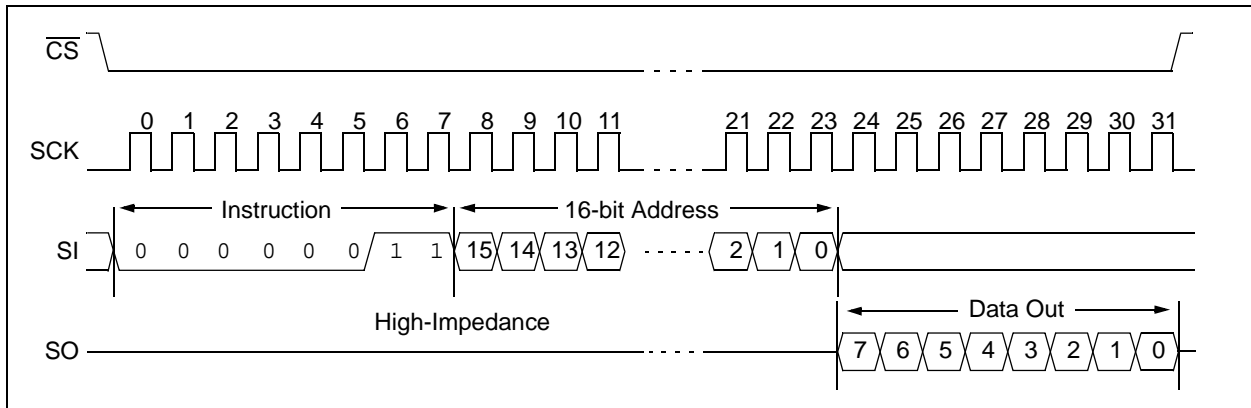 CS
0 1 2 3 4 5 6 7 8 9 10 11 21 22 23 24 25 26 27 28 29 30 31
SCK
Instruction 16-bit Address
SI 0 0 0 0 0 0 1 1 15 14 13 12 2 1 0
Data Out
High-Impedance
SO 7 6 5 4 3 2 1 0